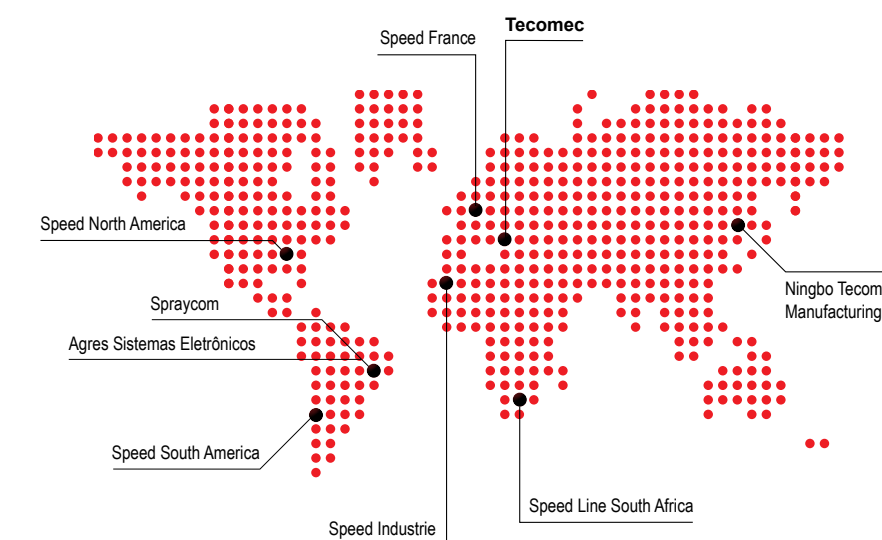 Tecomec
Speed France
Speed North America
Spraycom
Agres Sistemas Eletrônicos
Ningbo Tecom
Manufacturing
Speed South America
Speed Line South Africa
Speed Industrie